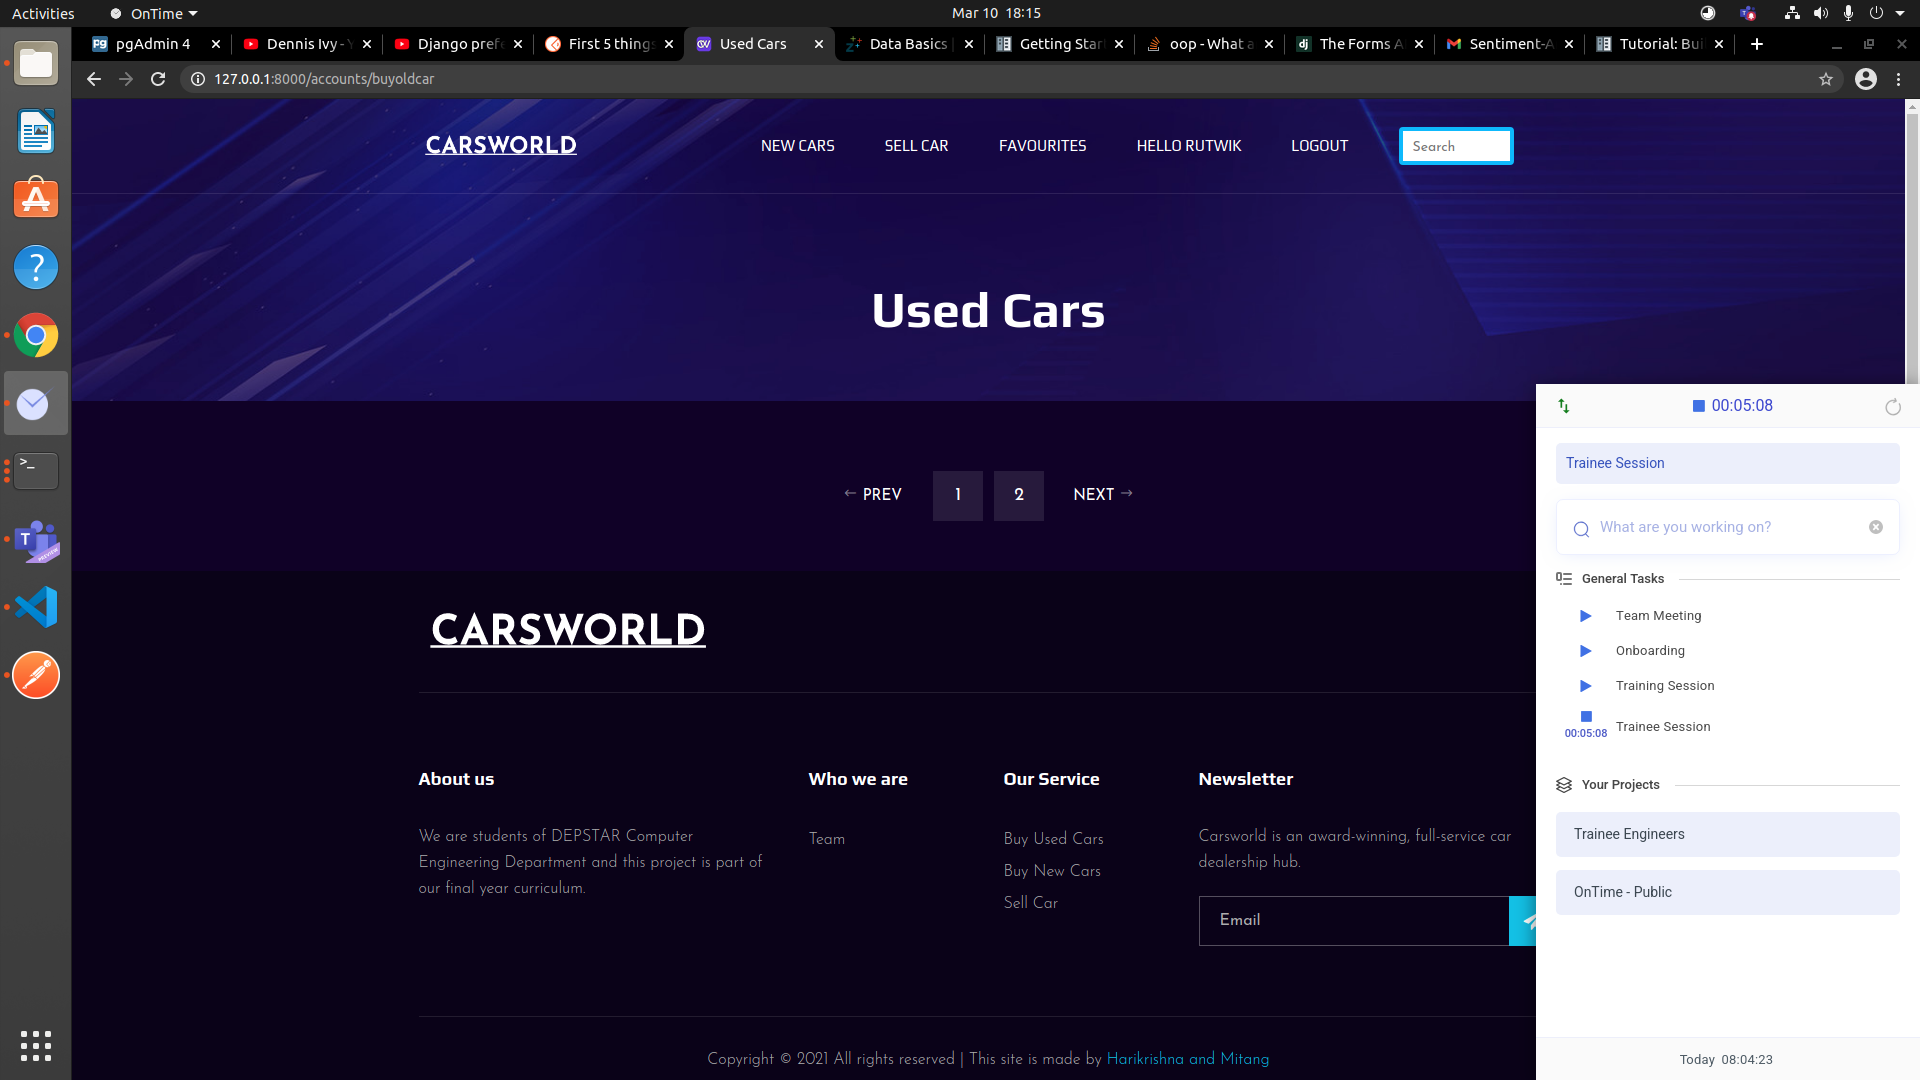 Activities
OnTime
Mar 10 18:15
pgAdmin 4
Dennis Ivy - Y
Django prefe
First 5 things
Used Cars
Data Basics |
Getting Star
oop - What a
The Forms A
Sentiment-A
Tutorial: Bui
127.0.0.1:8000/accounts/buyoldcar
CARSWORLD
NEW CARS
SELL CAR
FAVOURITES
HELLO RUTWIK
LOGOUT
Search
Used Cars
← PREV
1
2
NEXT →
CARSWORLD
About us
We are students of DEPSTAR Computer
Engineering Department and this project is part of
our final year curriculum.
Who we are
Team
Our Service
Buy Used Cars
Buy New Cars
Sell Car
Newsletter
Carsworld is an award-winning, full-service car
dealership hub.
Email
Copyright © 2021 All rights reserved | This site is made by Harikrishna and Mitang
00:05:08
Trainee Session
What are you working on?
General Tasks
Team Meeting
Onboarding
Training Session
00:05:08
Trainee Session
Your Projects
Trainee Engineers
OnTime - Public
Today 08:04:23